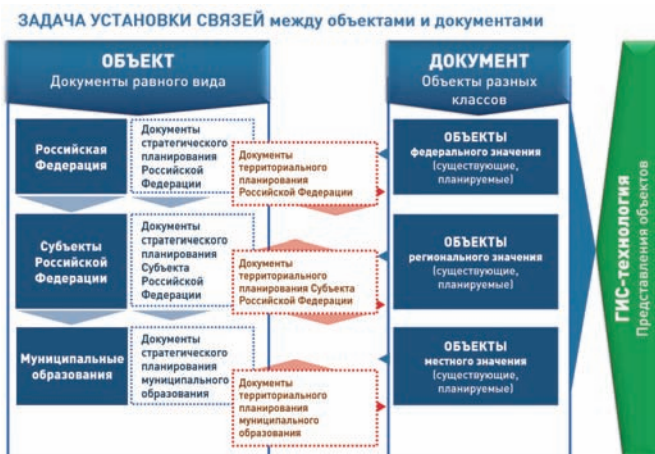 ЗАДАЧА УСТАНОВКИ СВЯЗЕЙ между объектами и документами
ОБЪЕКТ
Документы равного вида
ДОКУМЕНТ
Объекты разных
классов
Российская
Федерация
Документы
стратегического
планирования
Российской
Федерации
Документы
территориального
планирования
Российской Федерации
ОБЪЕКТЫ
федерального значения
(существующие,
планируемые)
Субъекты
Российской
Федерации
Документы
стратегического
планирования
Субъекта
Российской
Федерации
Документы
территориального
планирования Субъекта
Российской Федерации
ОБЪЕКТЫ
регионального значения
(существующие,
планируемые)
Муниципальные
образования
Документы
стратегического
планирования
муниципального
образования
Документы
территориального
планирования
муниципального
образования
ОБЪЕКТЫ
местного значения
(существующие,
планируемые)
ГИС-технология
Представления объектов